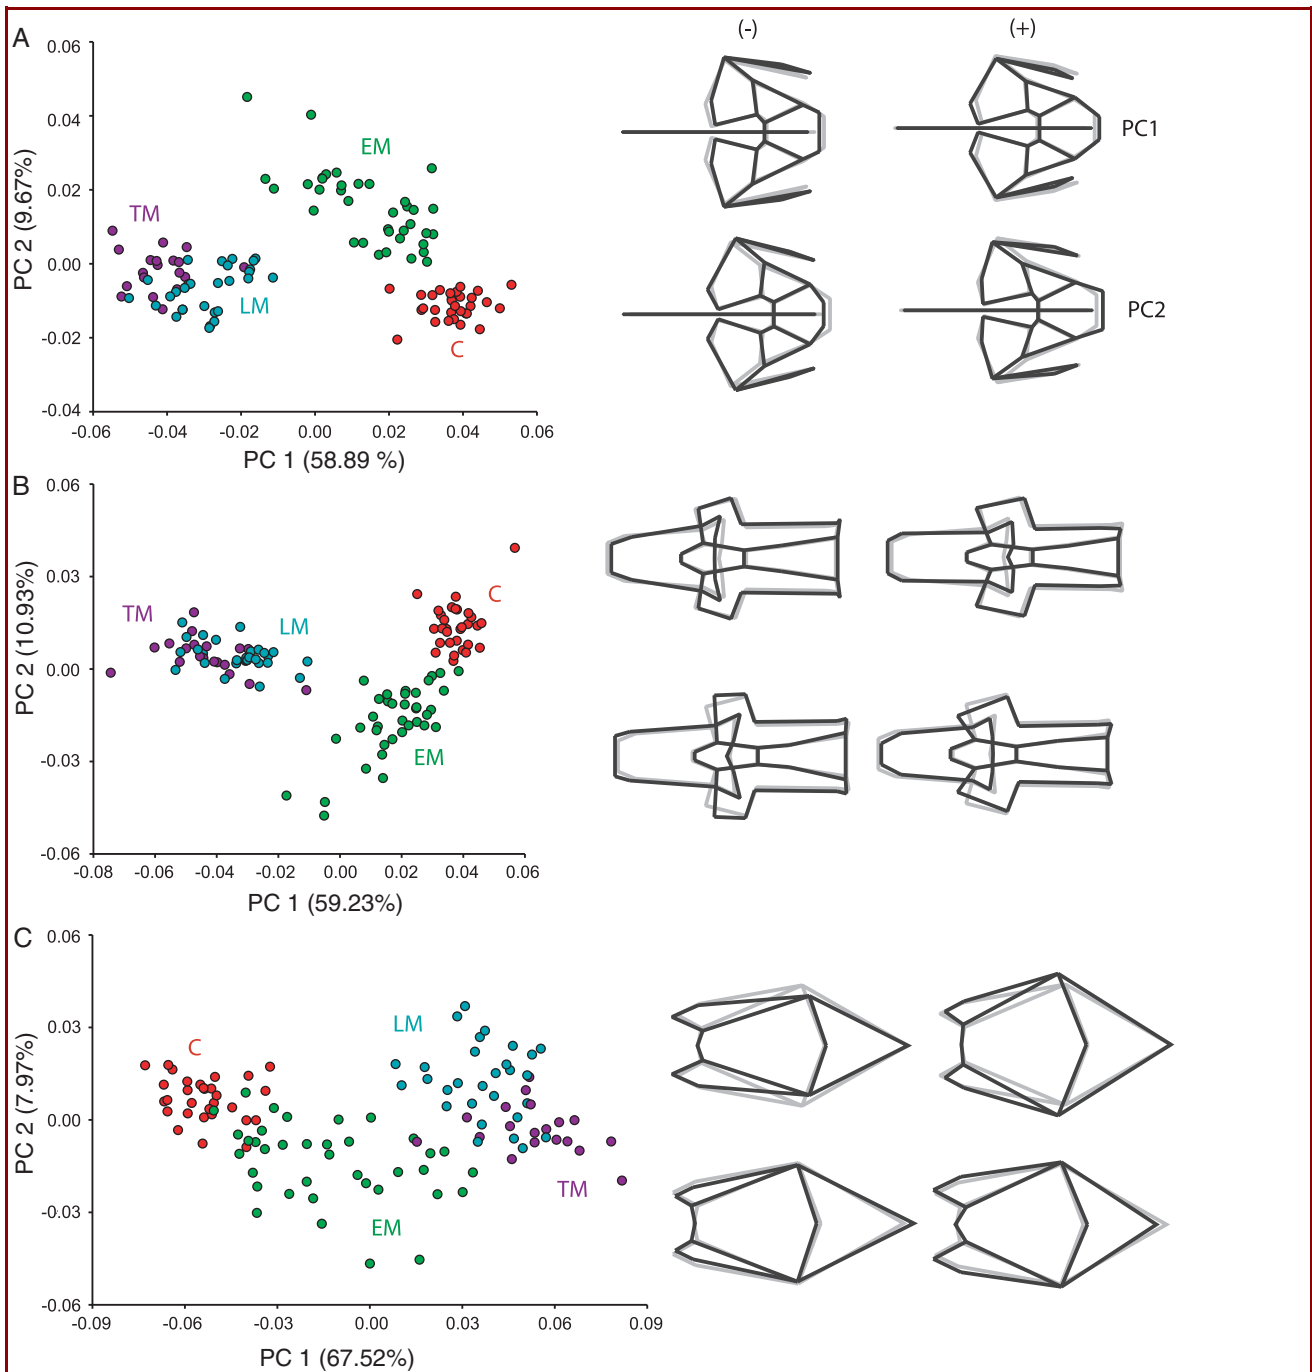 A
(-)
(+)
0.06
0.04
0.02
0.00
-0.02
-0.04
PC 2 (9.67%)
EM
TM
LM
C
PC1
PC2
-0.06
-0.04
-0.02
0.00
0.02
0.04
0.06
PC 1 (58.89 %)
B
0.06
0.03
0.00
-0.03
-0.06
PC 2 (10.93%)
C
TM
LM
EM
-0.08
-0.06
-0.04
-0.02
0.00
0.02
0.04
0.06
PC 1 (59.23%)
C
0.06
0.03
0.00
-0.03
-0.06
PC 2 (7.97%)
LM
C
TM
EM
-0.09
-0.06
-0.03
0.00
0.03
0.06
0.09
PC 1 (67.52%)